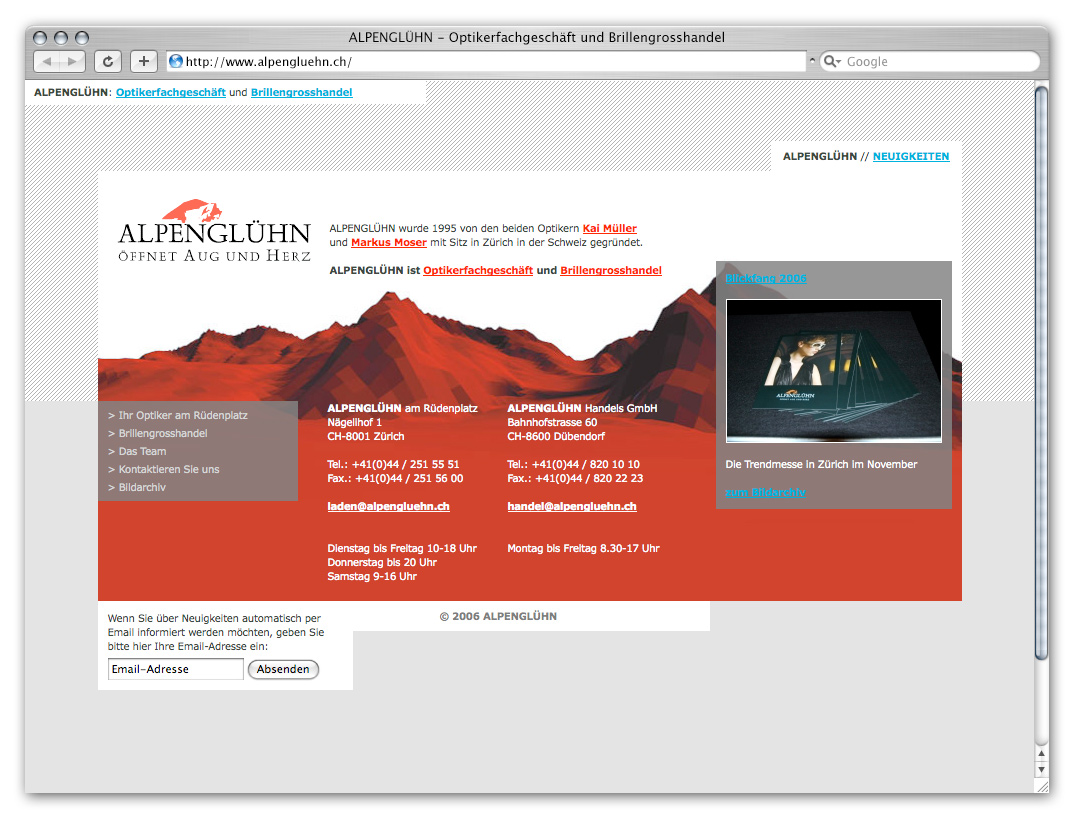 ALPENGLÜHN – Optikerfachgeschäft und Brillengrosshandel
http://www.alpengluehn.ch/
Google
ALPENGLÜHN: Optikerfachgeschäft und Brillengrosshandel
ALPENGLÜHN // NEUIGKEITEN
ALPENGLÜHN
ÖFFNET AUG UND HERZ
ALPENGLÜHN wurde 1995 von den beiden Optikern Kai Müller
und Markus Moser mit Sitz in Zürich in der Schweiz gegründet.
ALPENGLÜHN ist Optikerfachgeschäft und Brillengrosshandel
Blickfang 2006
ALPENGLÜHN
Die Trendmesse in Zürich im November
zum Bildarchiv
> Ihr Optiker am Rüdenplatz
> Brillengrosshandel
> Das Team
> Kontaktieren Sie uns
> Bildarchiv
ALPENGLÜHN am Rüdenplatz
Nägelihof 1
CH-8001 Zürich
Tel.: +41(0)44 / 251 55 51
Fax.: +41(0)44 / 251 56 00
laden@alpengluehn.ch
Dienstag bis Freitag 10-18 Uhr
Donnerstag bis 20 Uhr
Samstag 9-16 Uhr
ALPENGLÜHN Handels GmbH
Bahnhofstrasse 60
CH-8600 Dübendorf
Tel.: +41(0)44 / 820 10 10
Fax.: +41(0)44 / 820 22 23
handel@alpengluehn.ch
Montag bis Freitag 8.30-17 Uhr
Wenn Sie über Neuigkeiten automatisch per
Email informiert werden möchten, geben Sie
bitte hier Ihre Email-Adresse ein:
Email-Adresse
Absenden
© 2006 ALPENGLÜHN